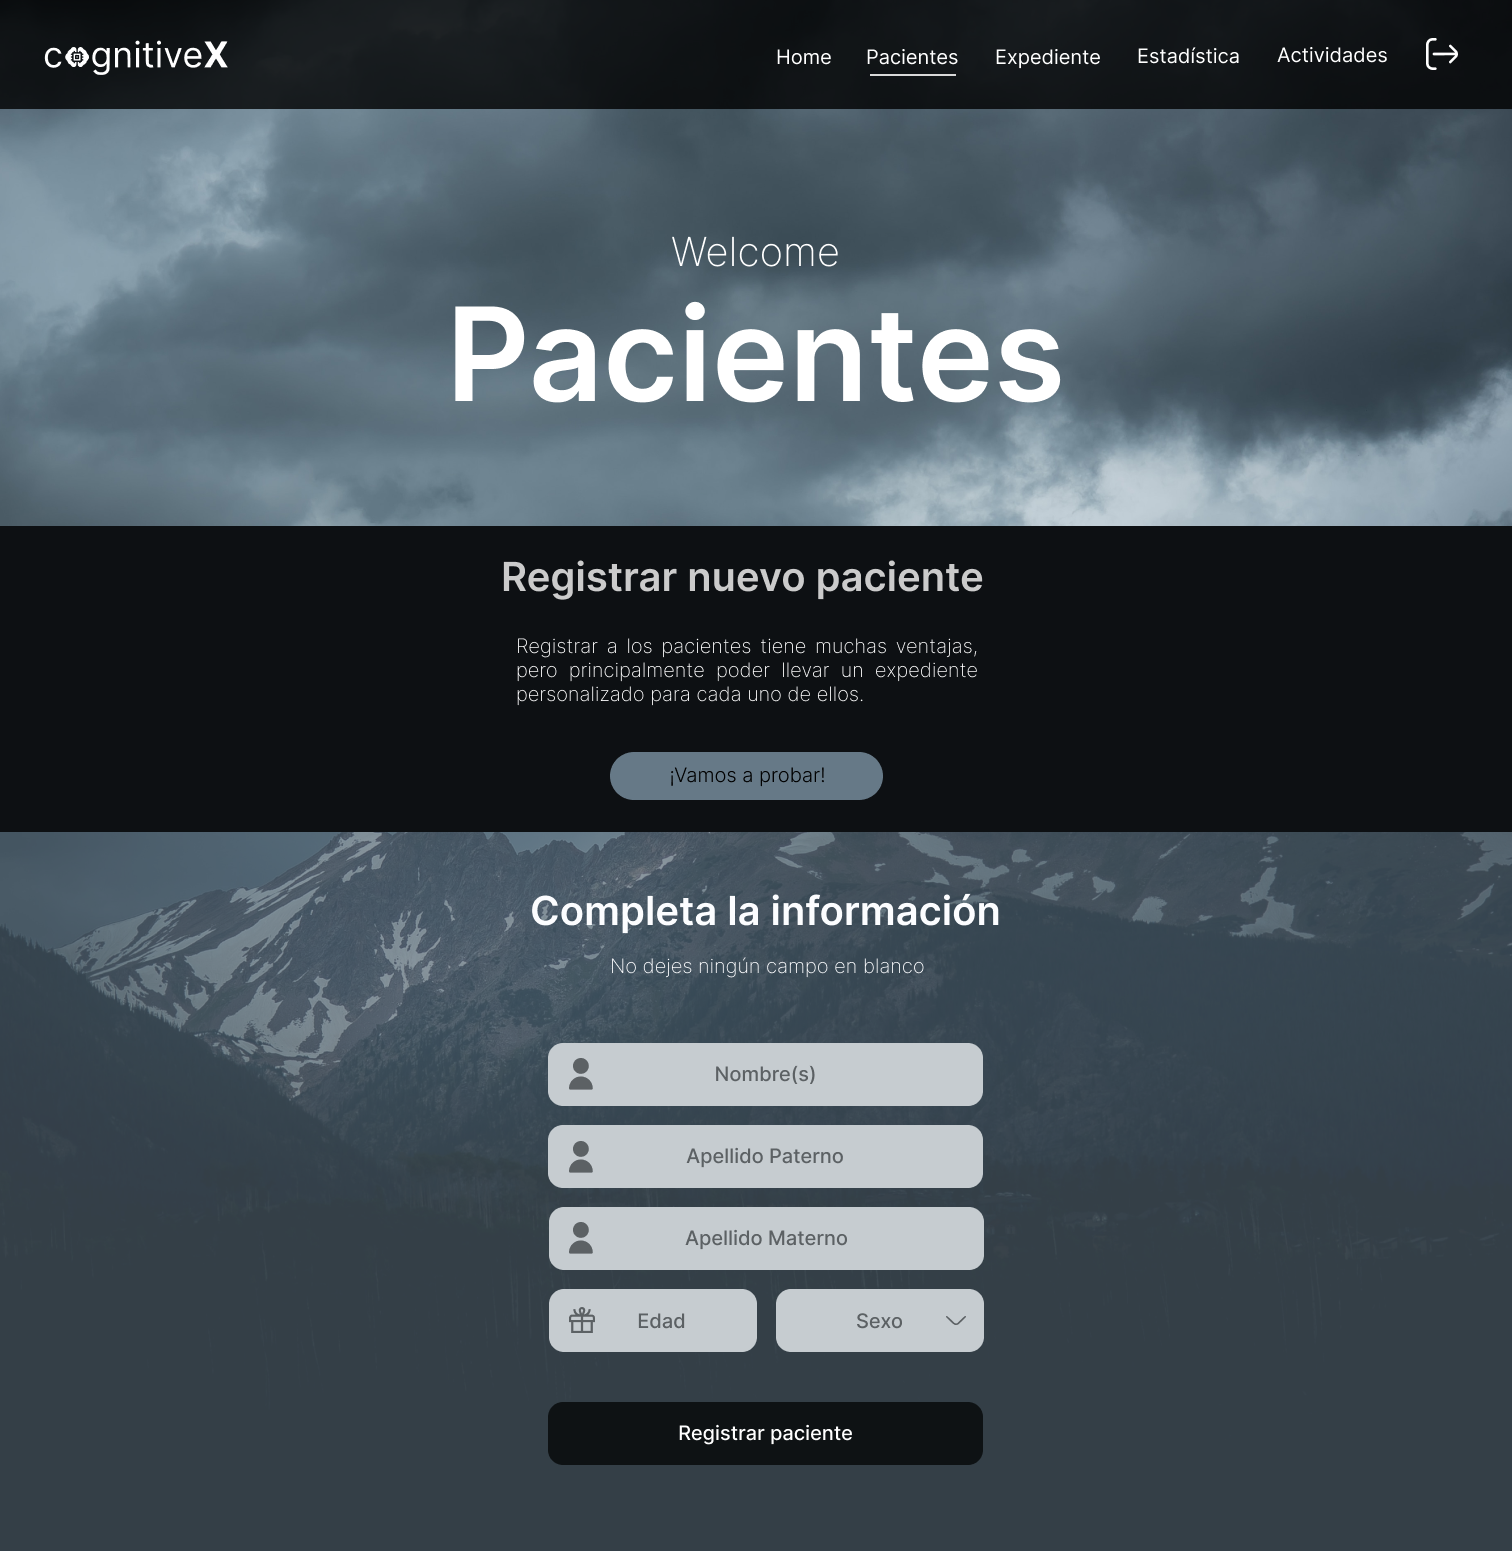 cognitiveX
Home Pacientes Expediente Estadística Actividades
Welcome
Pacientes
Registrar nuevo paciente
Registrar a los pacientes tiene muchas ventajas,
pero principalmente poder llevar un expediente
personalizado para cada uno de ellos.
¡Vamos a probar!
Completa la información
No dejes ningún campo en blanco
Nombre(s)
Apellido Paterno
Apellido Materno
Edad Sexo
Registrar paciente